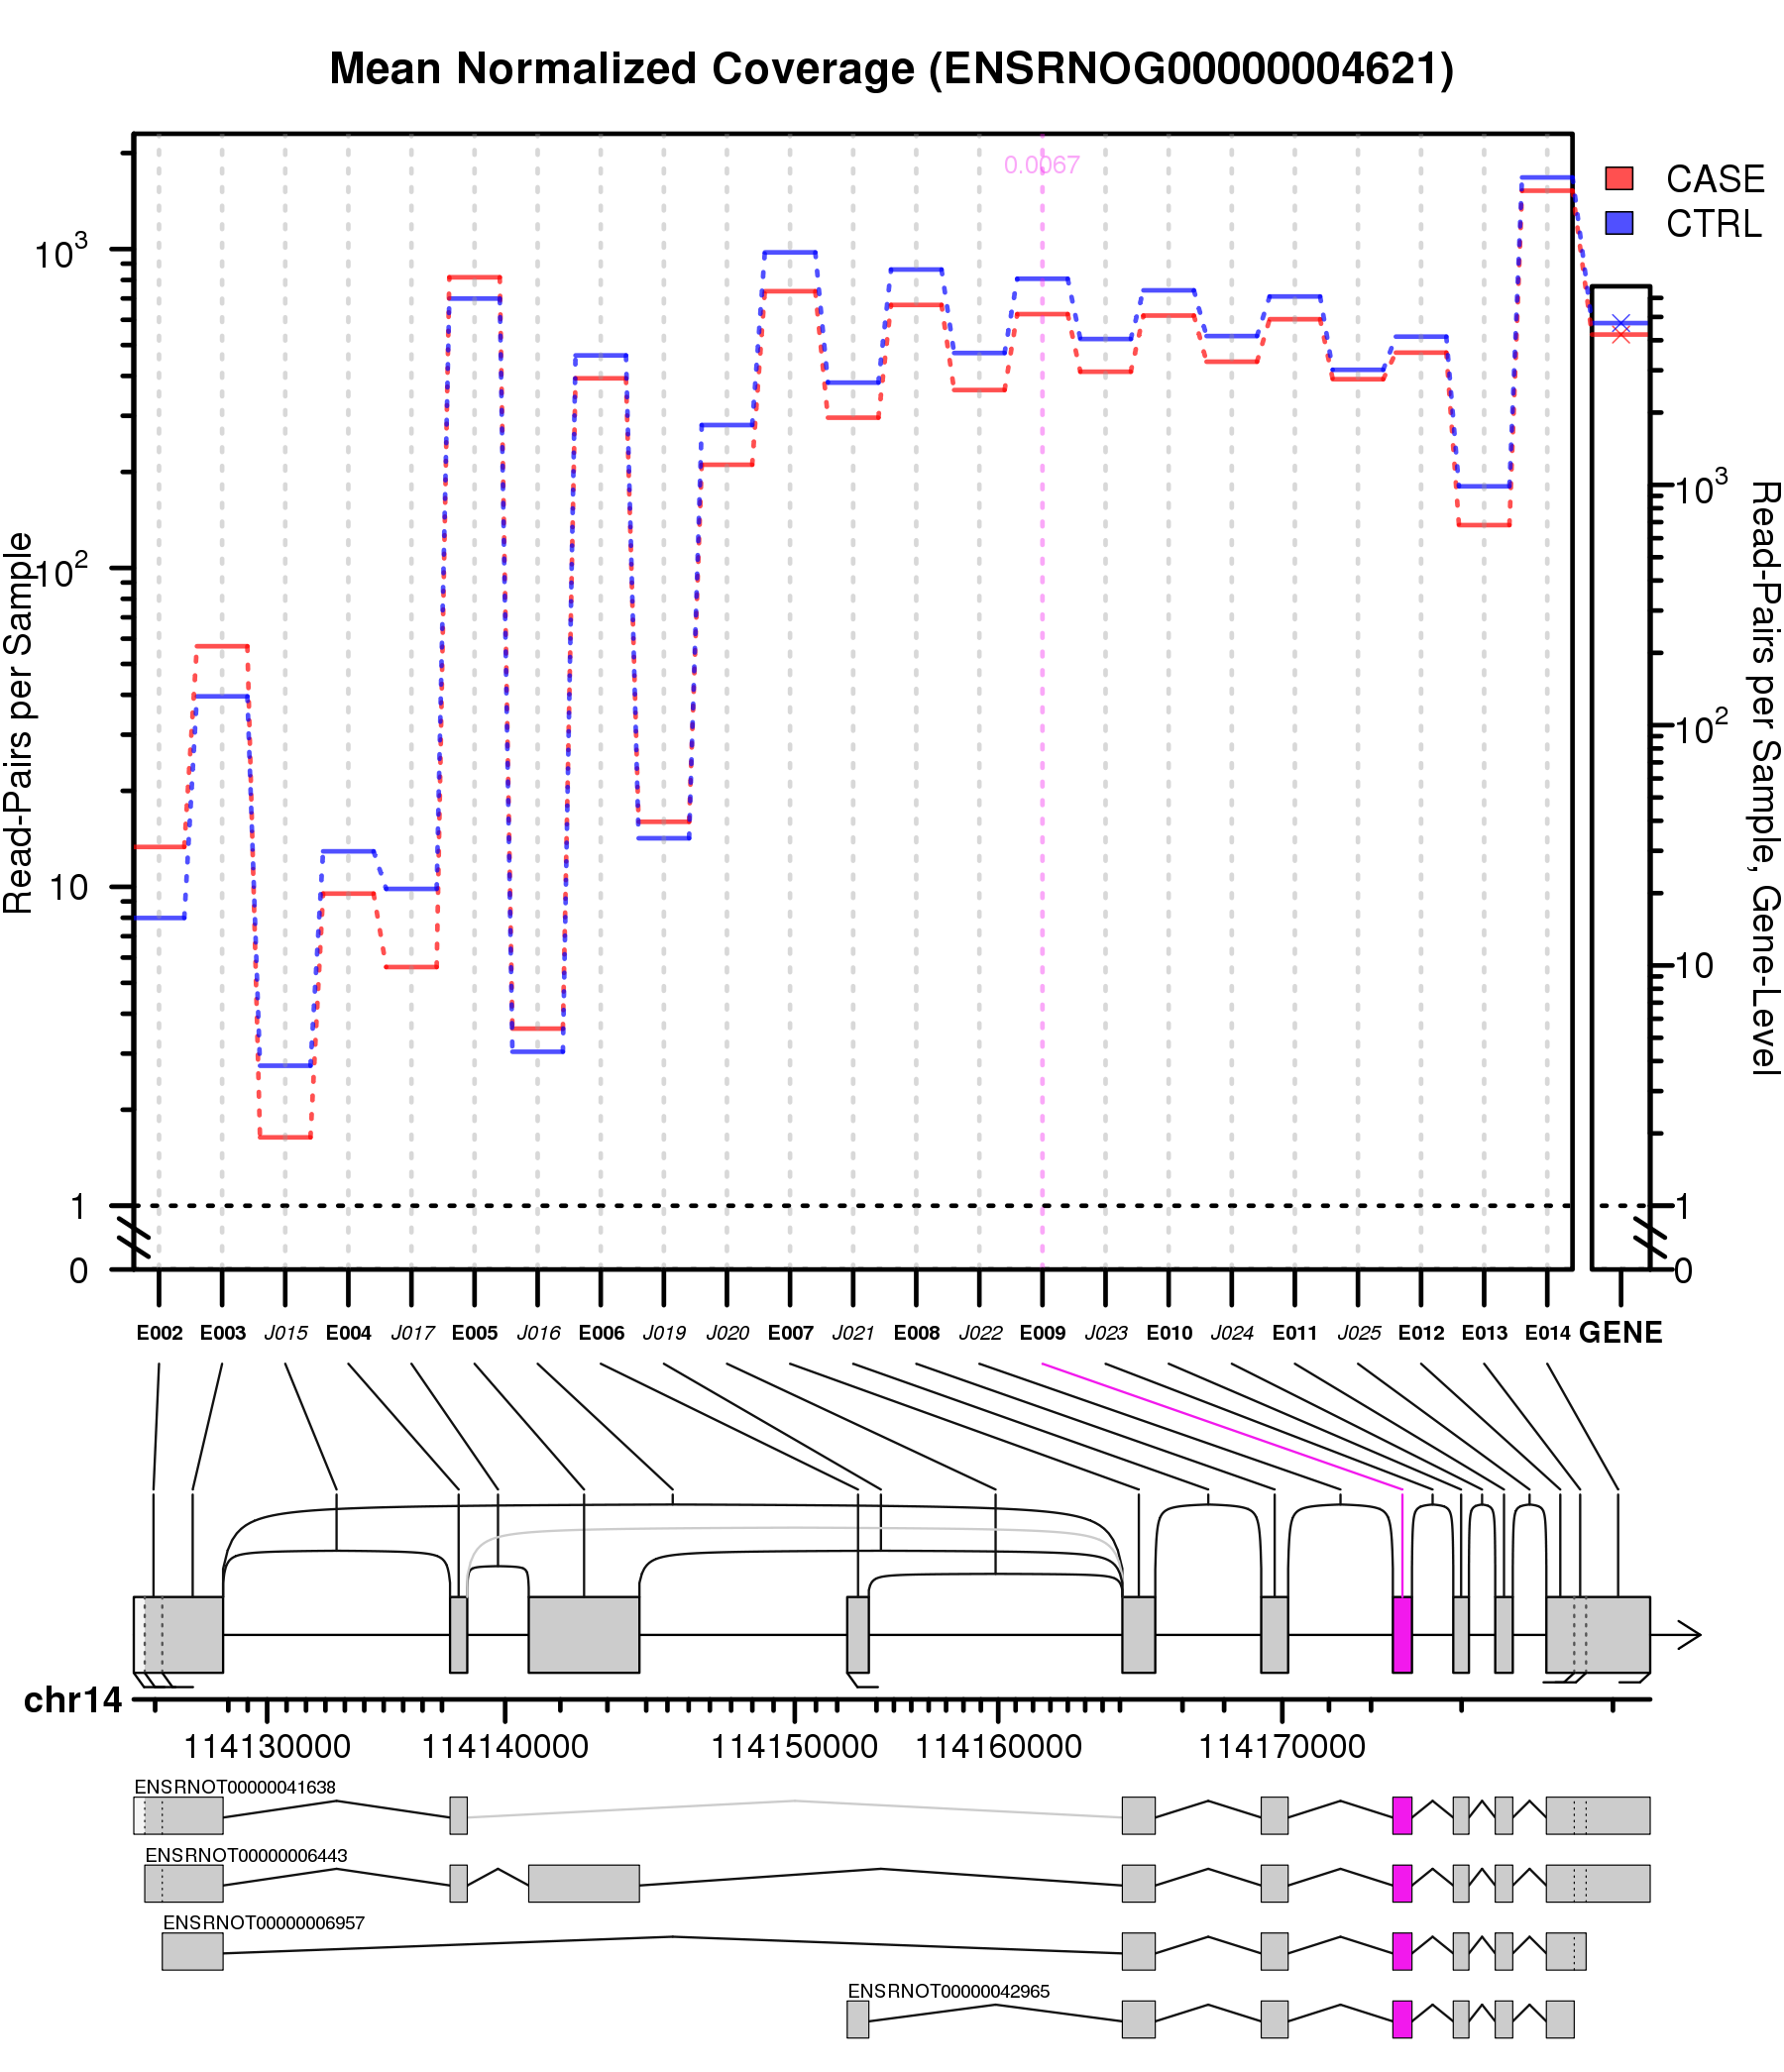 Mean Normalized Coverage (ENSRNOG00000004621)
0.0067
CASE
CTRL
Read-Pairs per Sample
10³
10²
10
1
0
Read-Pairs per Sample, Gene-Level
10³
10²
10
1
0
E002 E003 J015 E004 J017 E005 J016 E006 J019 J020 E007 J021 E008 J022 E009 J023 E010 J024 E011 J025 E012 E013 E014 GENE
chr14
114130000 114140000 114150000 114160000 114170000
ENSRNOT00000041638
ENSRNOT00000006443
ENSRNOT00000006957
ENSRNOT00000042965